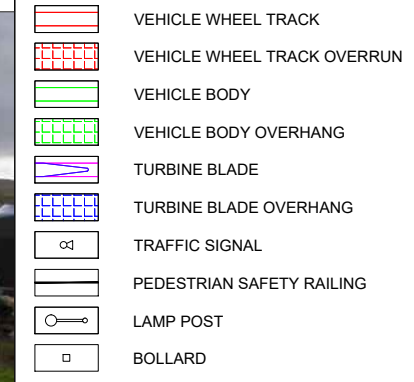 VEHICLE WHEEL TRACK
VEHICLE WHEEL TRACK OVERRUN
VEHICLE BODY
VEHICLE BODY OVERHANG
TURBINE BLADE
TURBINE BLADE OVERHANG
TRAFFIC SIGNAL
PEDESTRIAN SAFETY RAILING
LAMP POST
BOLLARD